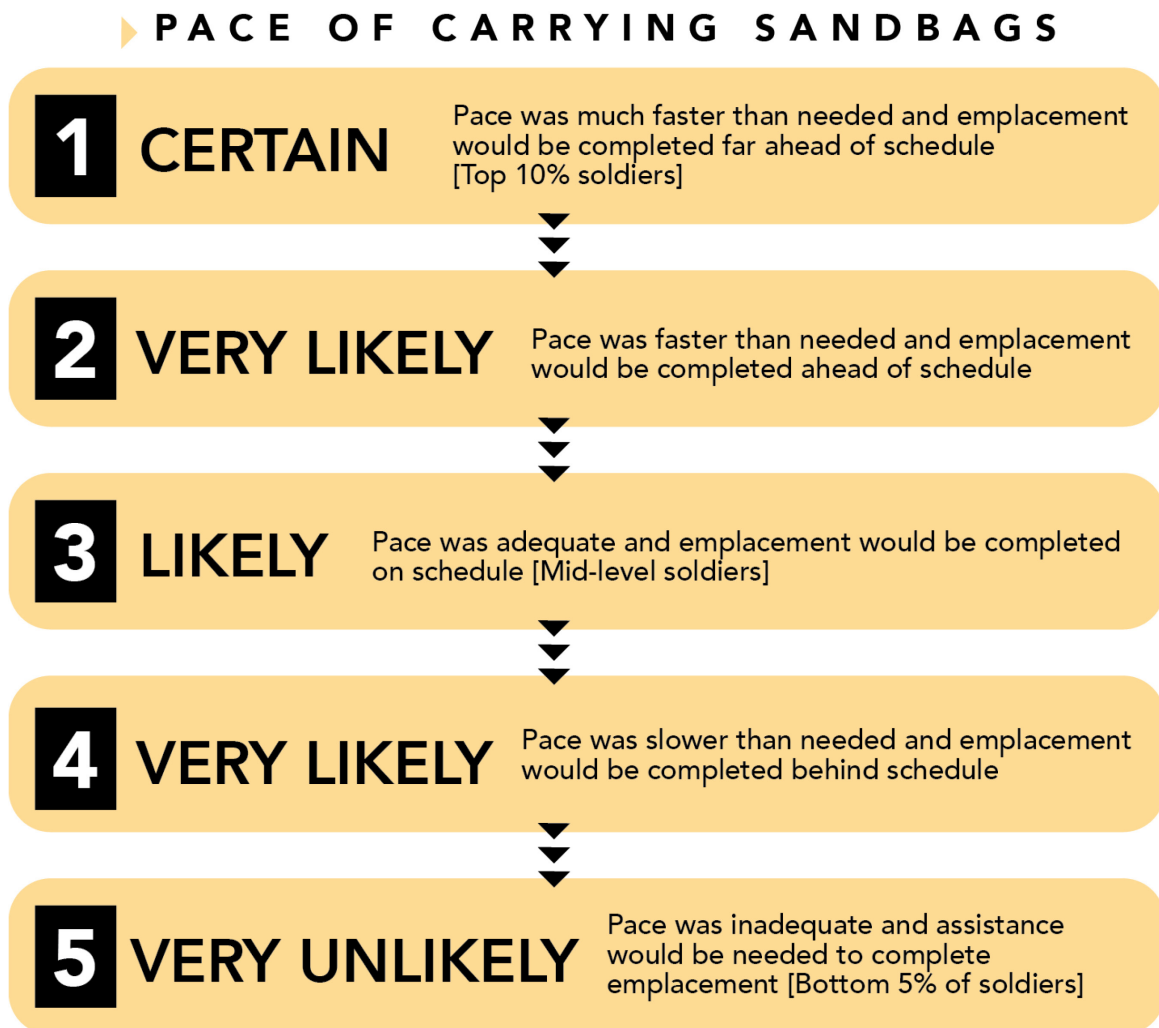 PACE OF CARRYING SANDBAGS
1 CERTAIN
Pace was much faster than needed and emplacement
would be completed far ahead of schedule
[Top 10% soldiers]
2 VERY LIKELY
Pace was faster than needed and emplacement
would be completed ahead of schedule
3 LIKELY
Pace was adequate and emplacement would be completed
on schedule [Mid-level soldiers]
4 VERY LIKELY
Pace was slower than needed and emplacement
would be completed behind schedule
5 VERY UNLIKELY
Pace was inadequate and assistance
would be needed to complete
emplacement [Bottom 5% of soldiers]